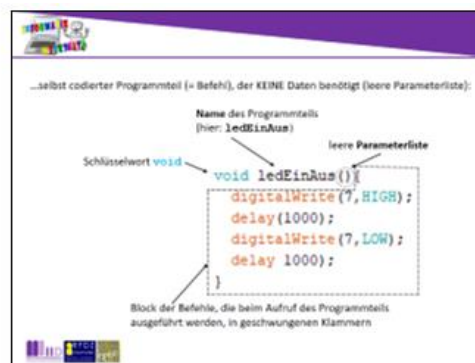 ...selbst codierter Programmteil (= Befehl), der KEINE Daten benötigt (leere Parameterliste):
Name des Programmteils
(hier: ledEinAus)
leere Parameterliste
Schlüsselwort void
void ledEinAus(){
digitalWrite(7,HIGH);
delay(1000);
digitalWrite(7,LOW);
delay 1000);
}
Block der Befehle, die beim Aufruf des Programmteils
ausgeführt werden, in geschwungenen Klammern